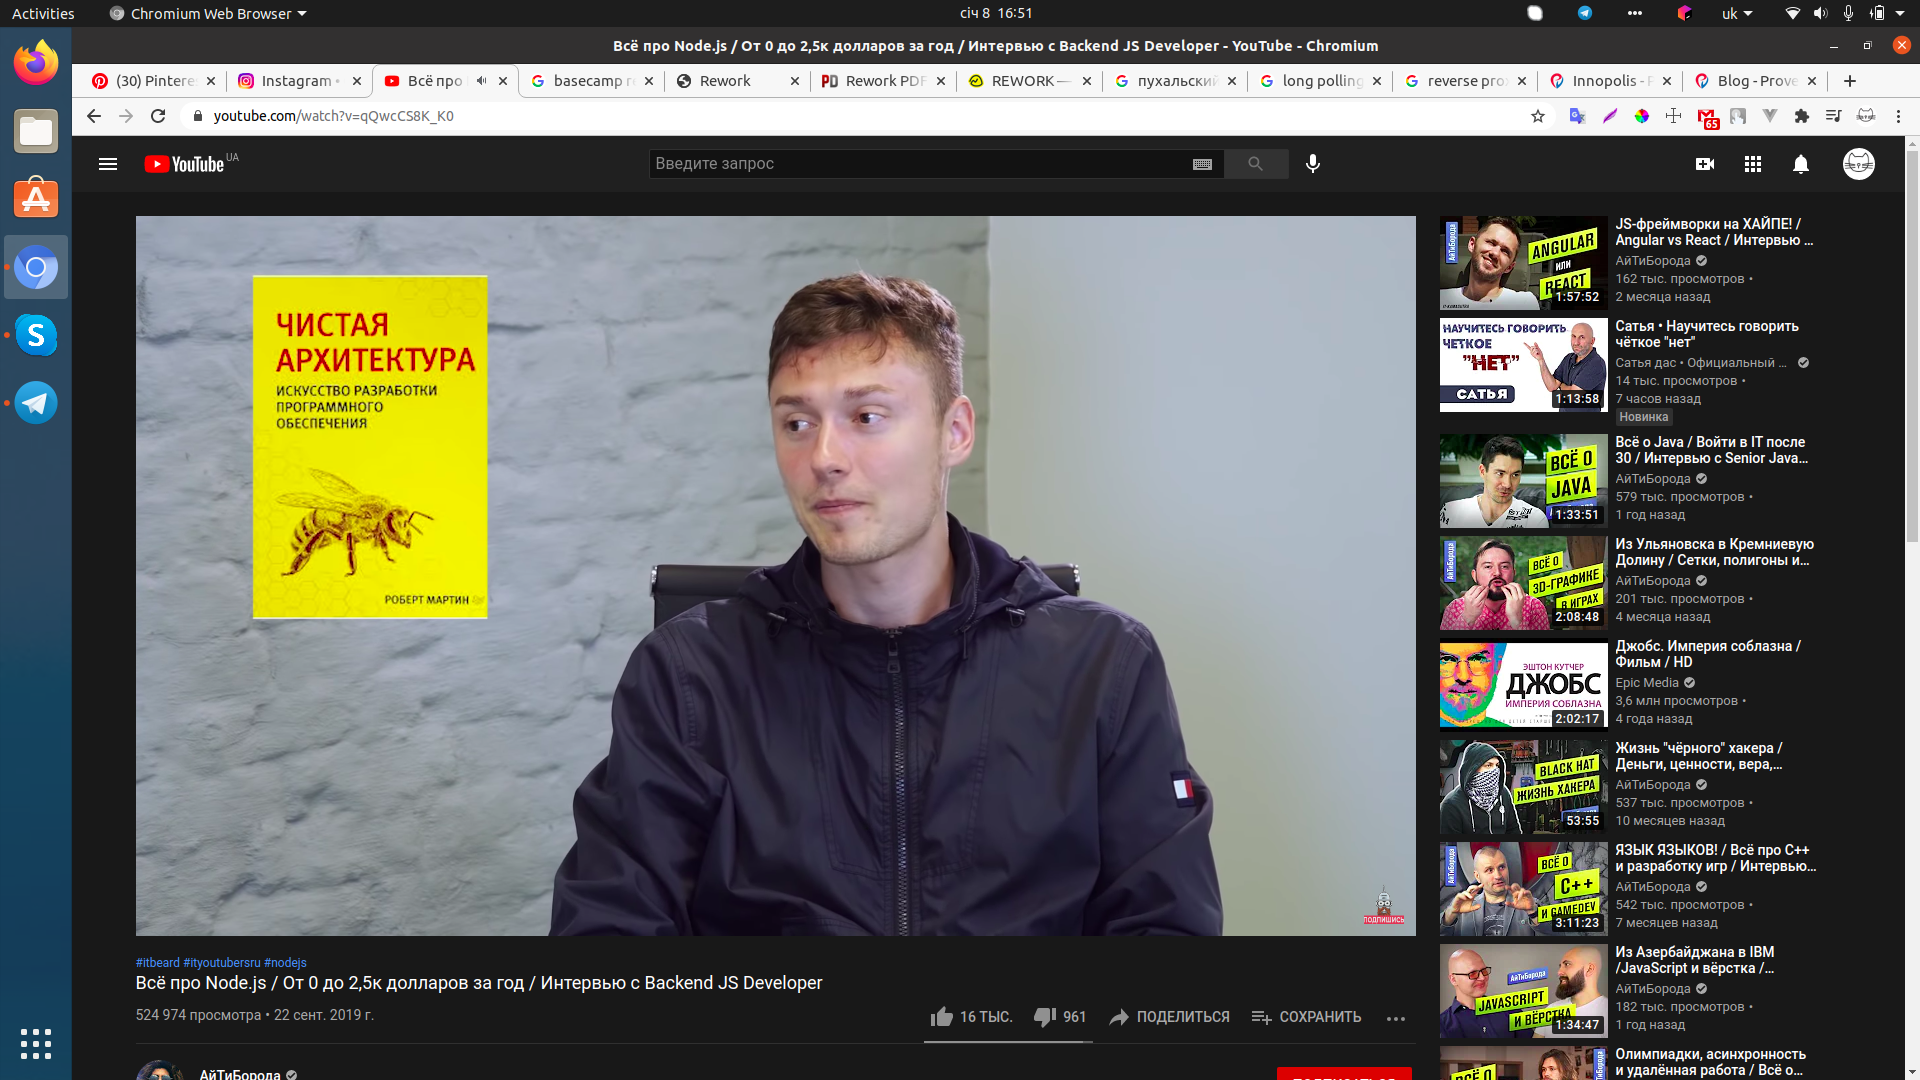 Activities
Chromium Web Browser
січ 8 16:51
uk
Всё про Node.js / От 0 до 2,5к долларов за год / Интервью с Backend JS Developer - YouTube - Chromium
(30) Pintere
Instagram •
Всё про
basecamp r
Rework
Rework PDF
REWORK —
пухальский
long polling
reverse pro
Innopolis - P
Blog - Prove
youtube.com/watch?v=qQwcCS8K_K0
65
YouTube UA
Введите запрос
ЧИСТАЯ
АРХИТЕКТУРА
ИСКУССТВО РАЗРАБОТКИ
ПРОГРАММНОГО
ОБЕСПЕЧЕНИЯ
РОБЕРТ МАРТИН
ПОДПИШИСЬ
#itbeard #ityoutubersru #nodejs
Всё про Node.js / От 0 до 2,5к долларов за год / Интервью с Backend JS Developer
524 974 просмотра • 22 сент. 2019 г.
16 ТЫС.
961
ПОДЕЛИТЬСЯ
СОХРАНИТЬ
АйТиБорода
ПОДПИСАТЬСЯ
АйТиБорода
ANGULAR
ИЛИ
REACT
1:57:52
JS-фреймворки на ХАЙПЕ! /
Angular vs React / Интервью ...
АйТиБорода
162 тыс. просмотров •
2 месяца назад
НАУЧИТЕСЬ ГОВОРИТЬ
ЧЕТКОЕ
"НЕТ"
САТЬЯ
1:13:58
Сатья • Научитесь говорить
чёткое "нет"
Сатья дас • Официальный ...
14 тыс. просмотров •
7 часов назад
Новинка
ВСЁ О
JAVA
1:33:51
Всё о Java / Войти в IT после
30 / Интервью с Senior Java...
АйТиБорода
579 тыс. просмотров •
1 год назад
АйТиБорода
ВСЁ О
3D-ГРАФИКЕ
В ИГРАХ
2:08:48
Из Ульяновска в Кремниевую
Долину / Сетки, полигоны и...
АйТиБорода
201 тыс. просмотров •
4 месяца назад
ЭШТОН КУТЧЕР
ДЖОБС
ИМПЕРИЯ СОБЛАЗНА
2:02:17
Джобс. Империя соблазна /
Фильм / HD
Epic Media
3,6 млн просмотров •
4 года назад
BLACK HAT
ЖИЗНЬ ХАКЕРА
53:55
Жизнь "чёрного" хакера /
Деньги, ценности, вера,...
АйТиБорода
537 тыс. просмотров •
10 месяцев назад
АйТиБорода
ВСЁ О
C++
И GAMEDEV
3:11:23
ЯЗЫК ЯЗЫКОВ! / Всё про C++
и разработку игр / Интервью...
АйТиБорода
542 тыс. просмотров •
7 месяцев назад
АйТиБорода
JAVASCRIPT
И ВЁРСТКА
1:34:47
Из Азербайджана в IBM
/JavaScript и вёрстка /...
АйТиБорода
182 тыс. просмотров •
1 год назад
ВСЁ О
Олимпиадки, асинхронность
и удалённая работа / Всё о...